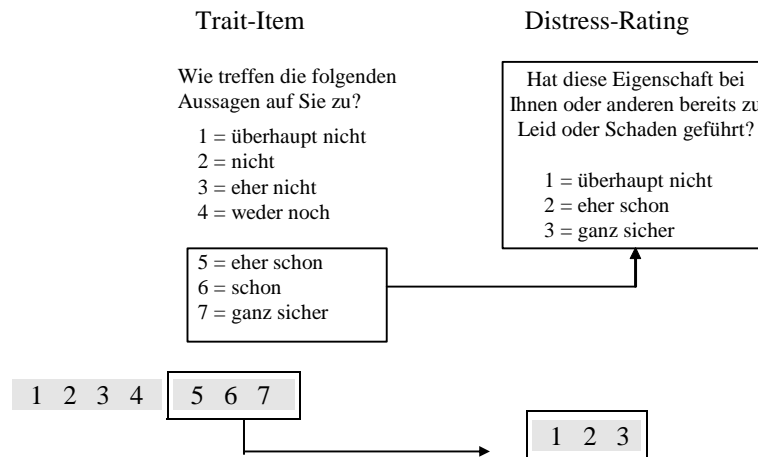 Trait-Item
Wie treffen die folgenden
Aussagen auf Sie zu?
1 = überhaupt nicht
2 = nicht
3 = eher nicht
4 = weder noch
5 = eher schon
6 = schon
7 = ganz sicher
Distress-Rating
Hat diese Eigenschaft bei
Ihnen oder anderen bereits zu
Leid oder Schaden geführt?
1 = überhaupt nicht
2 = eher schon
3 = ganz sicher
1 2 3 4 5 6 7
1 2 3